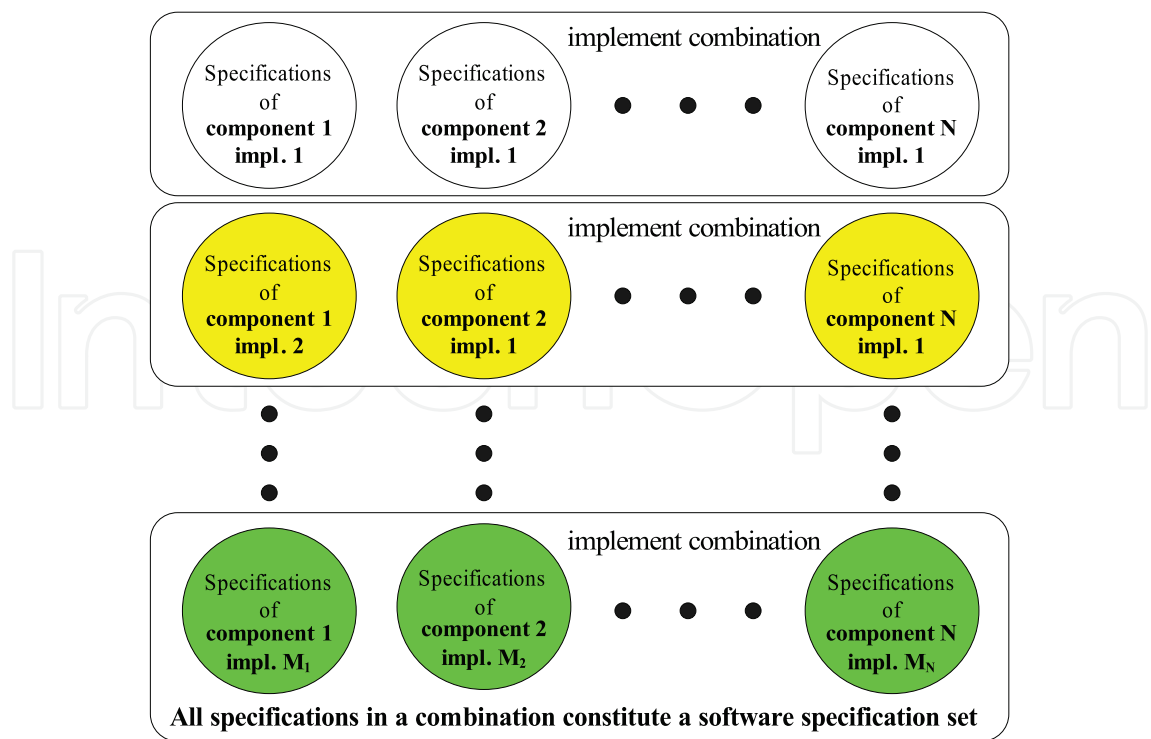 implement combination
Specifications of component 1 impl. 1
Specifications of component 2 impl. 1
Specifications of component N impl. 1
implement combination
Specifications of component 1 impl. 2
Specifications of component 2 impl. 1
Specifications of component N impl. 1
implement combination
Specifications of component 1 impl. M₁
Specifications of component 2 impl. M₂
Specifications of component N impl. M_N
All specifications in a combination constitute a software specification set
IntechOpen